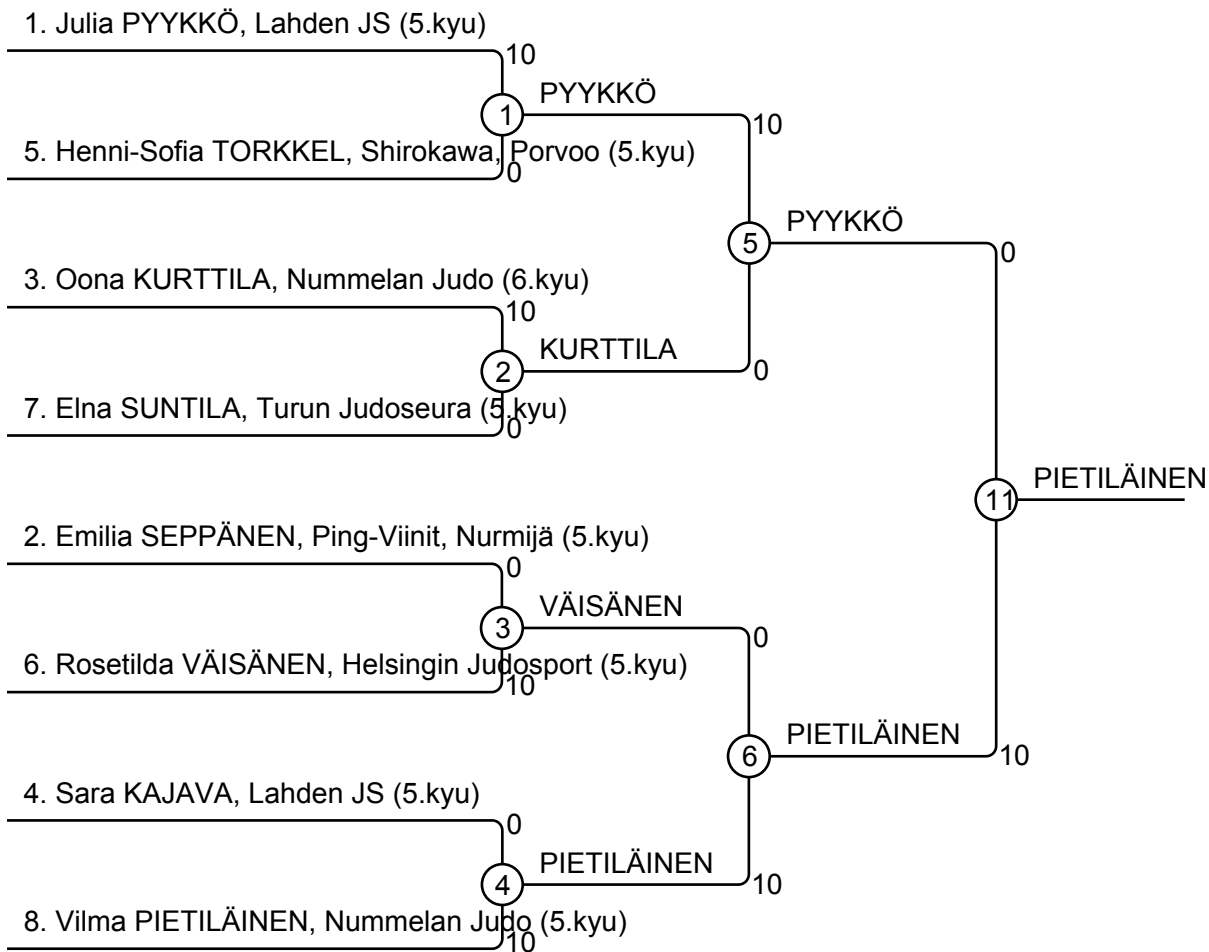 1. Julia PYYKKÖ, Lahden JS (5.kyu)
10
1
PYYKKÖ
10
5. Henni-Sofia TORKKEL, Shirokawa, Porvoo (5.kyu)
0
5
PYYKKÖ
0
3. Oona KURTTILA, Nummelan Judo (6.kyu)
10
2
KURTTILA
0
7. Elna SUNTILA, Turun Judoseura (5.kyu)
0
11
PIETILÄINEN
2. Emilia SEPPÄNEN, Ping-Viinit, Nurmijä (5.kyu)
0
3
VÄISÄNEN
0
6. Rosetilda VÄISÄNEN, Helsingin Judosport (5.kyu)
10
6
PIETILÄINEN
10
4. Sara KAJAVA, Lahden JS (5.kyu)
0
4
PIETILÄINEN
10
8. Vilma PIETILÄINEN, Nummelan Judo (5.kyu)
10